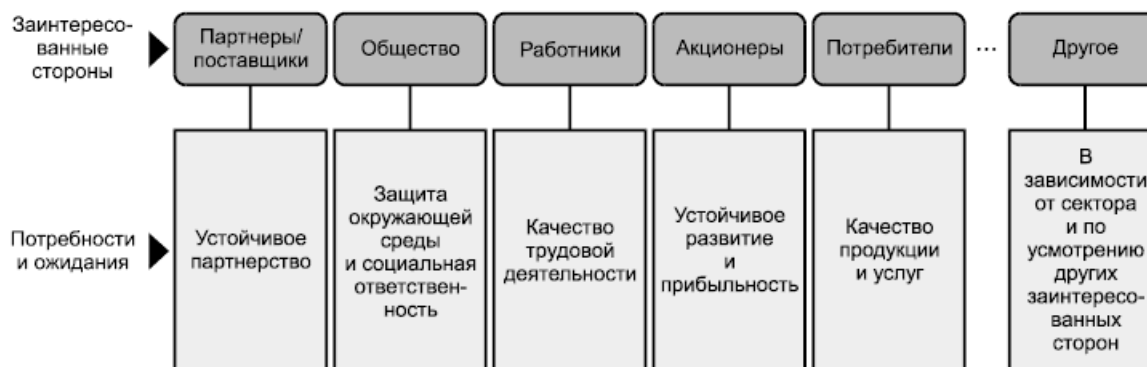 Заинтересо-
ванные
стороны
Партнеры/
поставщики
Общество
Работники
Акционеры
Потребители
...
Другое
Потребности
и ожидания
Устойчивое
партнерство
Защита
окружающей
среды
и социальная
ответствен-
ность
Качество
трудовой
деятельности
Устойчивое
развитие
и
прибыльность
Качество
продукции
и услуг
В
зависимости
от сектора
и по
усмотрению
других
заинтересо-
ванных
сторон